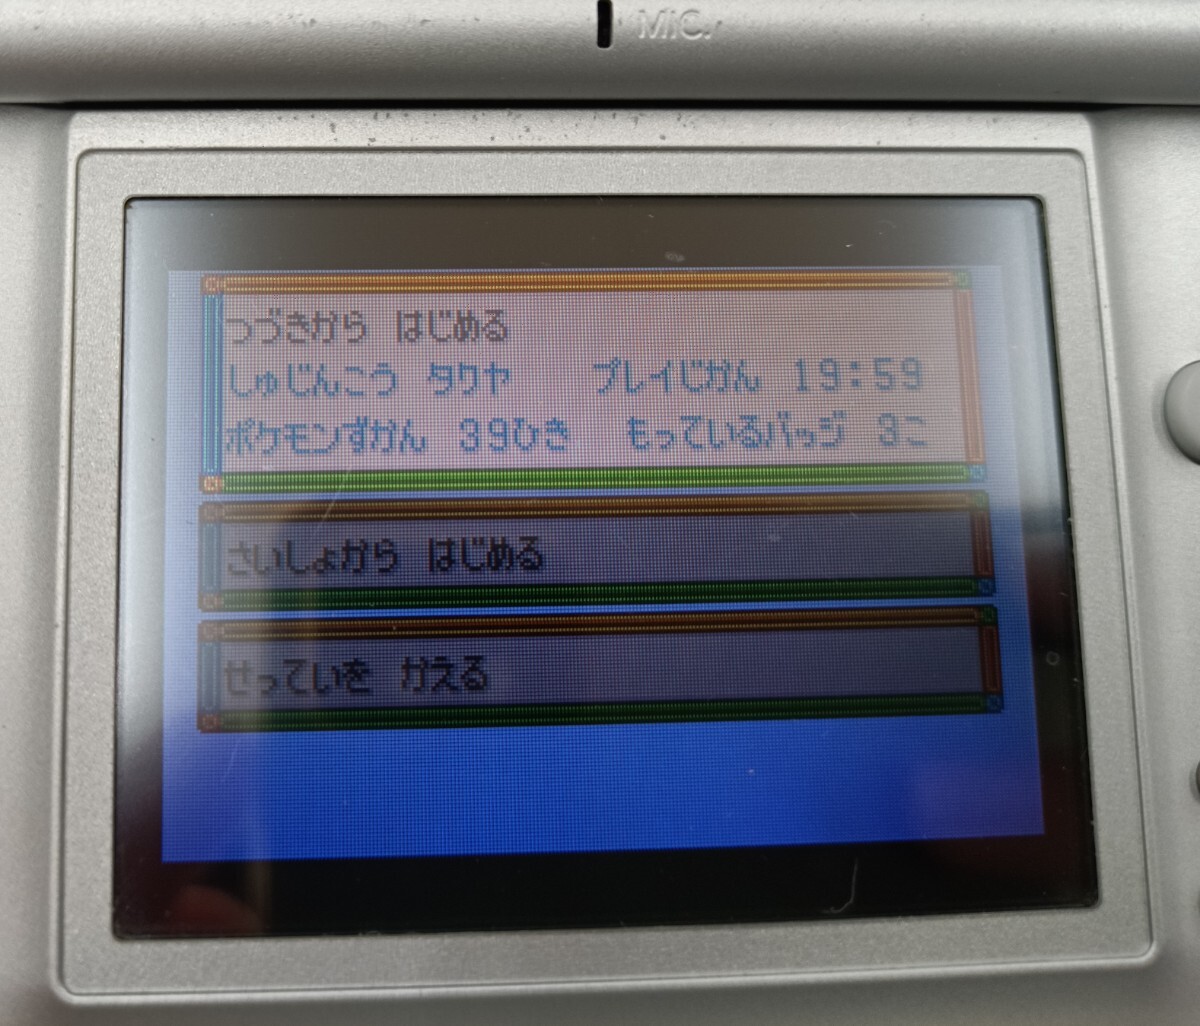 MIC.
つづきから はじめる
しゅじんこう タクヤ プレイじかん 19:59
ポケモンずかん 39ひき もっているバッジ 3こ
さいしょから はじめる
せっていを かえる